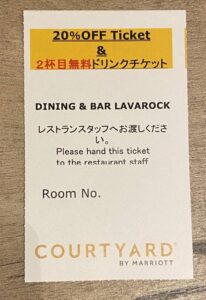 20%OFF Ticket
&
2杯目無料ドリンクチケット
DINING & BAR LAVAROCK
レストランスタッフへお渡しくださ
い。
Please hand this ticket
to the restaurant staff
Room No.
COURTYARD®
BY MARRIOTT